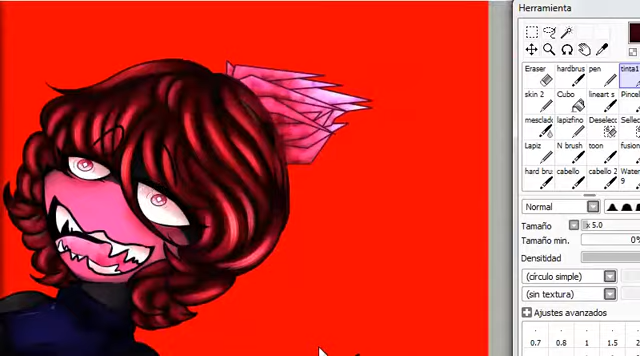 Herramienta
Eraser hardbrus pen tinta1
skin 2 Cubo lineart s Pincel
mesclado lapizfino Deselecc Selec
Lapiz N brush toon fusion
hard bru cabello cabello 2 Water
9
Normal
Tamaño x 5.0
Tamaño min. 0%
Densitidad
(círculo simple)
(sin textura)
Ajustes avanzados
0.7 0.8 1 1.5 2